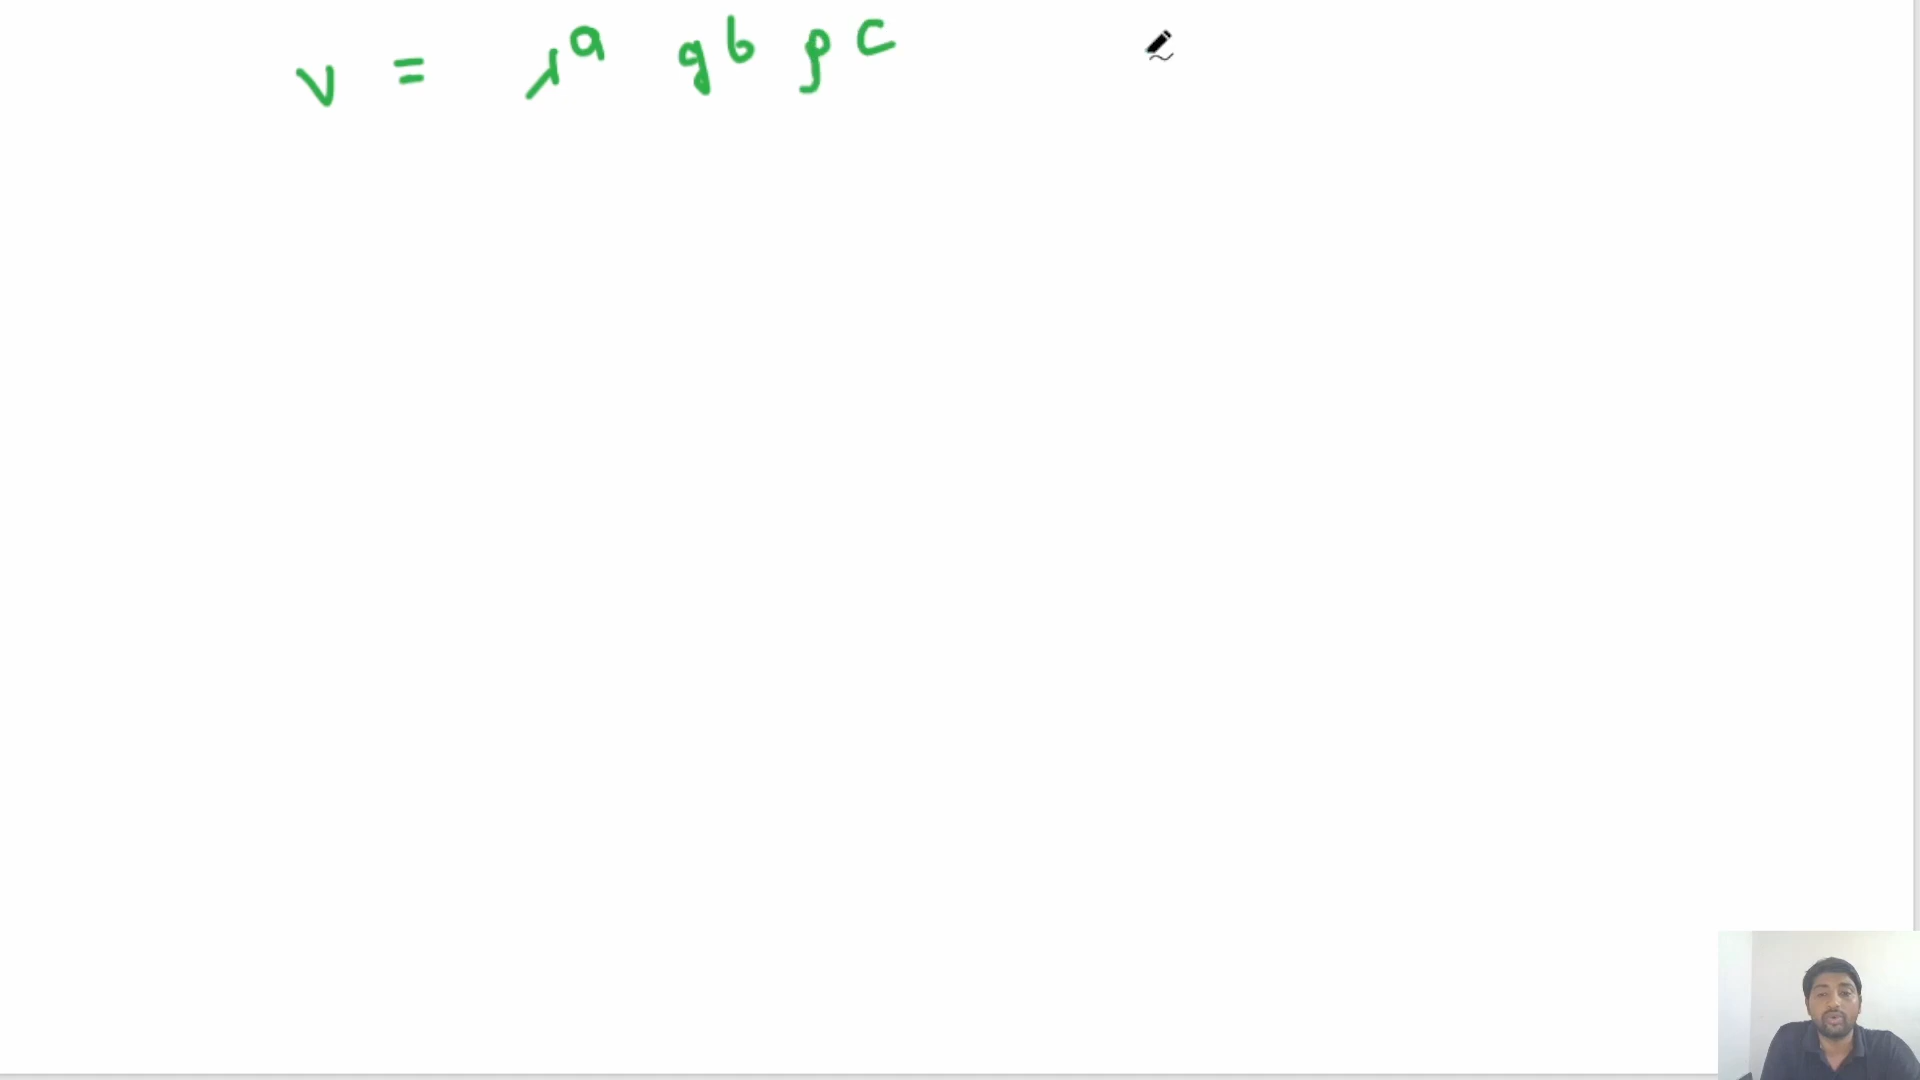 v = λ^a g^b ρ^c